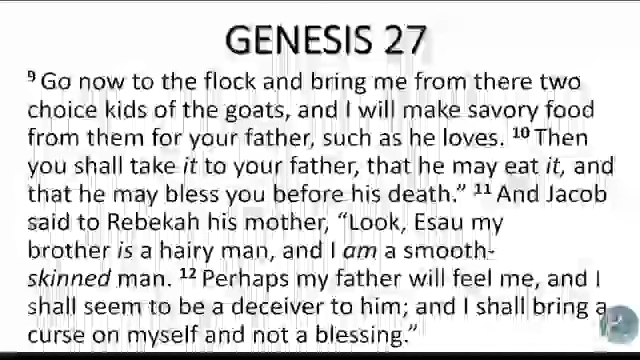 GENESIS 27
⁹ Go now to the flock and bring me from there two
choice kids of the goats, and I will make savory food
from them for your father, such as he loves. ¹⁰ Then
you shall take it to your father, that he may eat it, and
that he may bless you before his death.” ¹¹ And Jacob
said to Rebekah his mother, “Look, Esau my
brother is a hairy man, and I am a smooth-
skinned man. ¹² Perhaps my father will feel me, and I
shall seem to be a deceiver to him; and I shall bring a
curse on myself and not a blessing.”